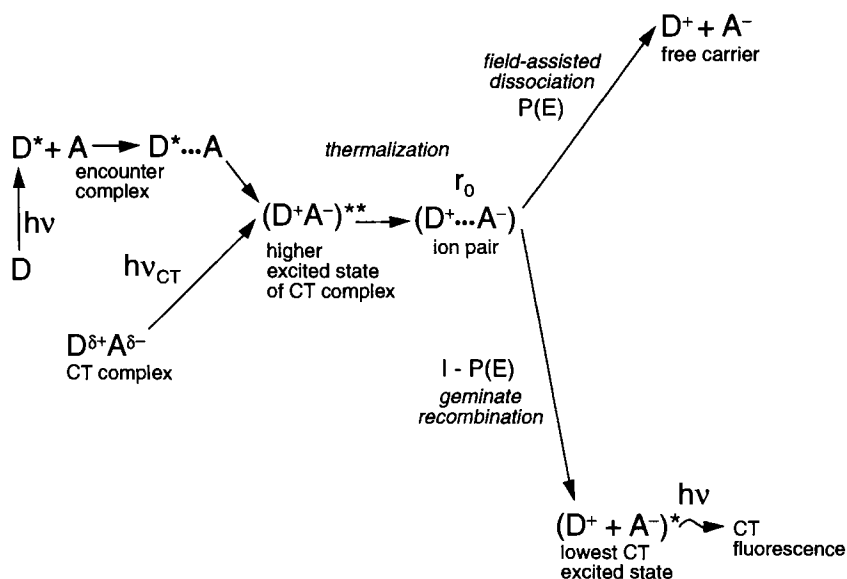 D⁺ + A⁻
free carrier
field-assisted
dissociation
P(E)
D* + A → D*···A
encounter
complex
thermalization
hν
D
r₀
(D⁺A⁻)** → (D⁺···A⁻)
ion pair
higher
excited state
of CT complex
hν_CT
D^δ+A^δ−
CT complex
I - P(E)
geminate
recombination
hν
(D⁺ + A⁻)* → CT
fluorescence
lowest CT
excited state